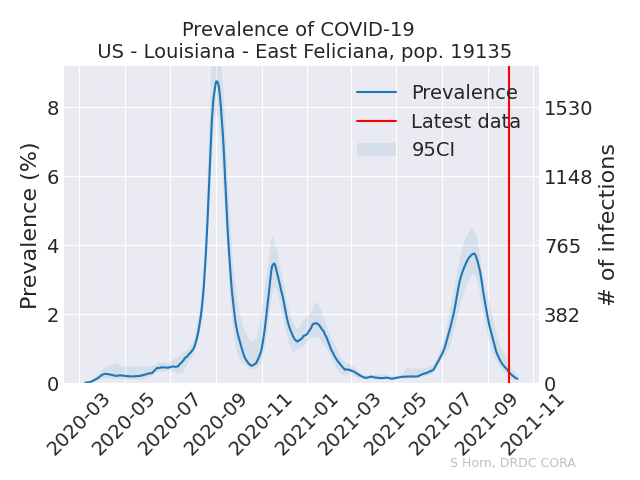 Prevalence of COVID-19
US - Louisiana - East Feliciana, pop. 19135
Prevalence (%)
8
6
4
2
0
Prevalence
Latest data
95CI
1530
1148
765
382
0
# of infections
2020-03
2020-05
2020-07
2020-09
2020-11
2021-01
2021-03
2021-05
2021-07
2021-09
2021-11
S Horn, DRDC CORA